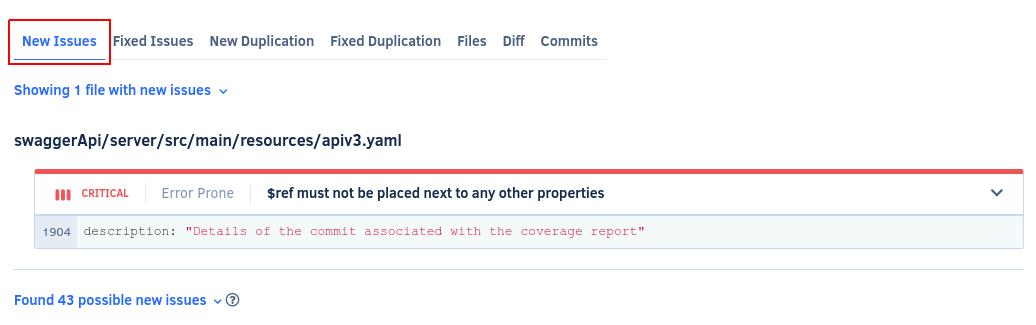 New Issues Fixed Issues New Duplication Fixed Duplication Files Diff Commits
Showing 1 file with new issues
swaggerApi/server/src/main/resources/apiv3.yaml
CRITICAL Error Prone $ref must not be placed next to any other properties
1904 description: "Details of the commit associated with the coverage report"
Found 43 possible new issues ?